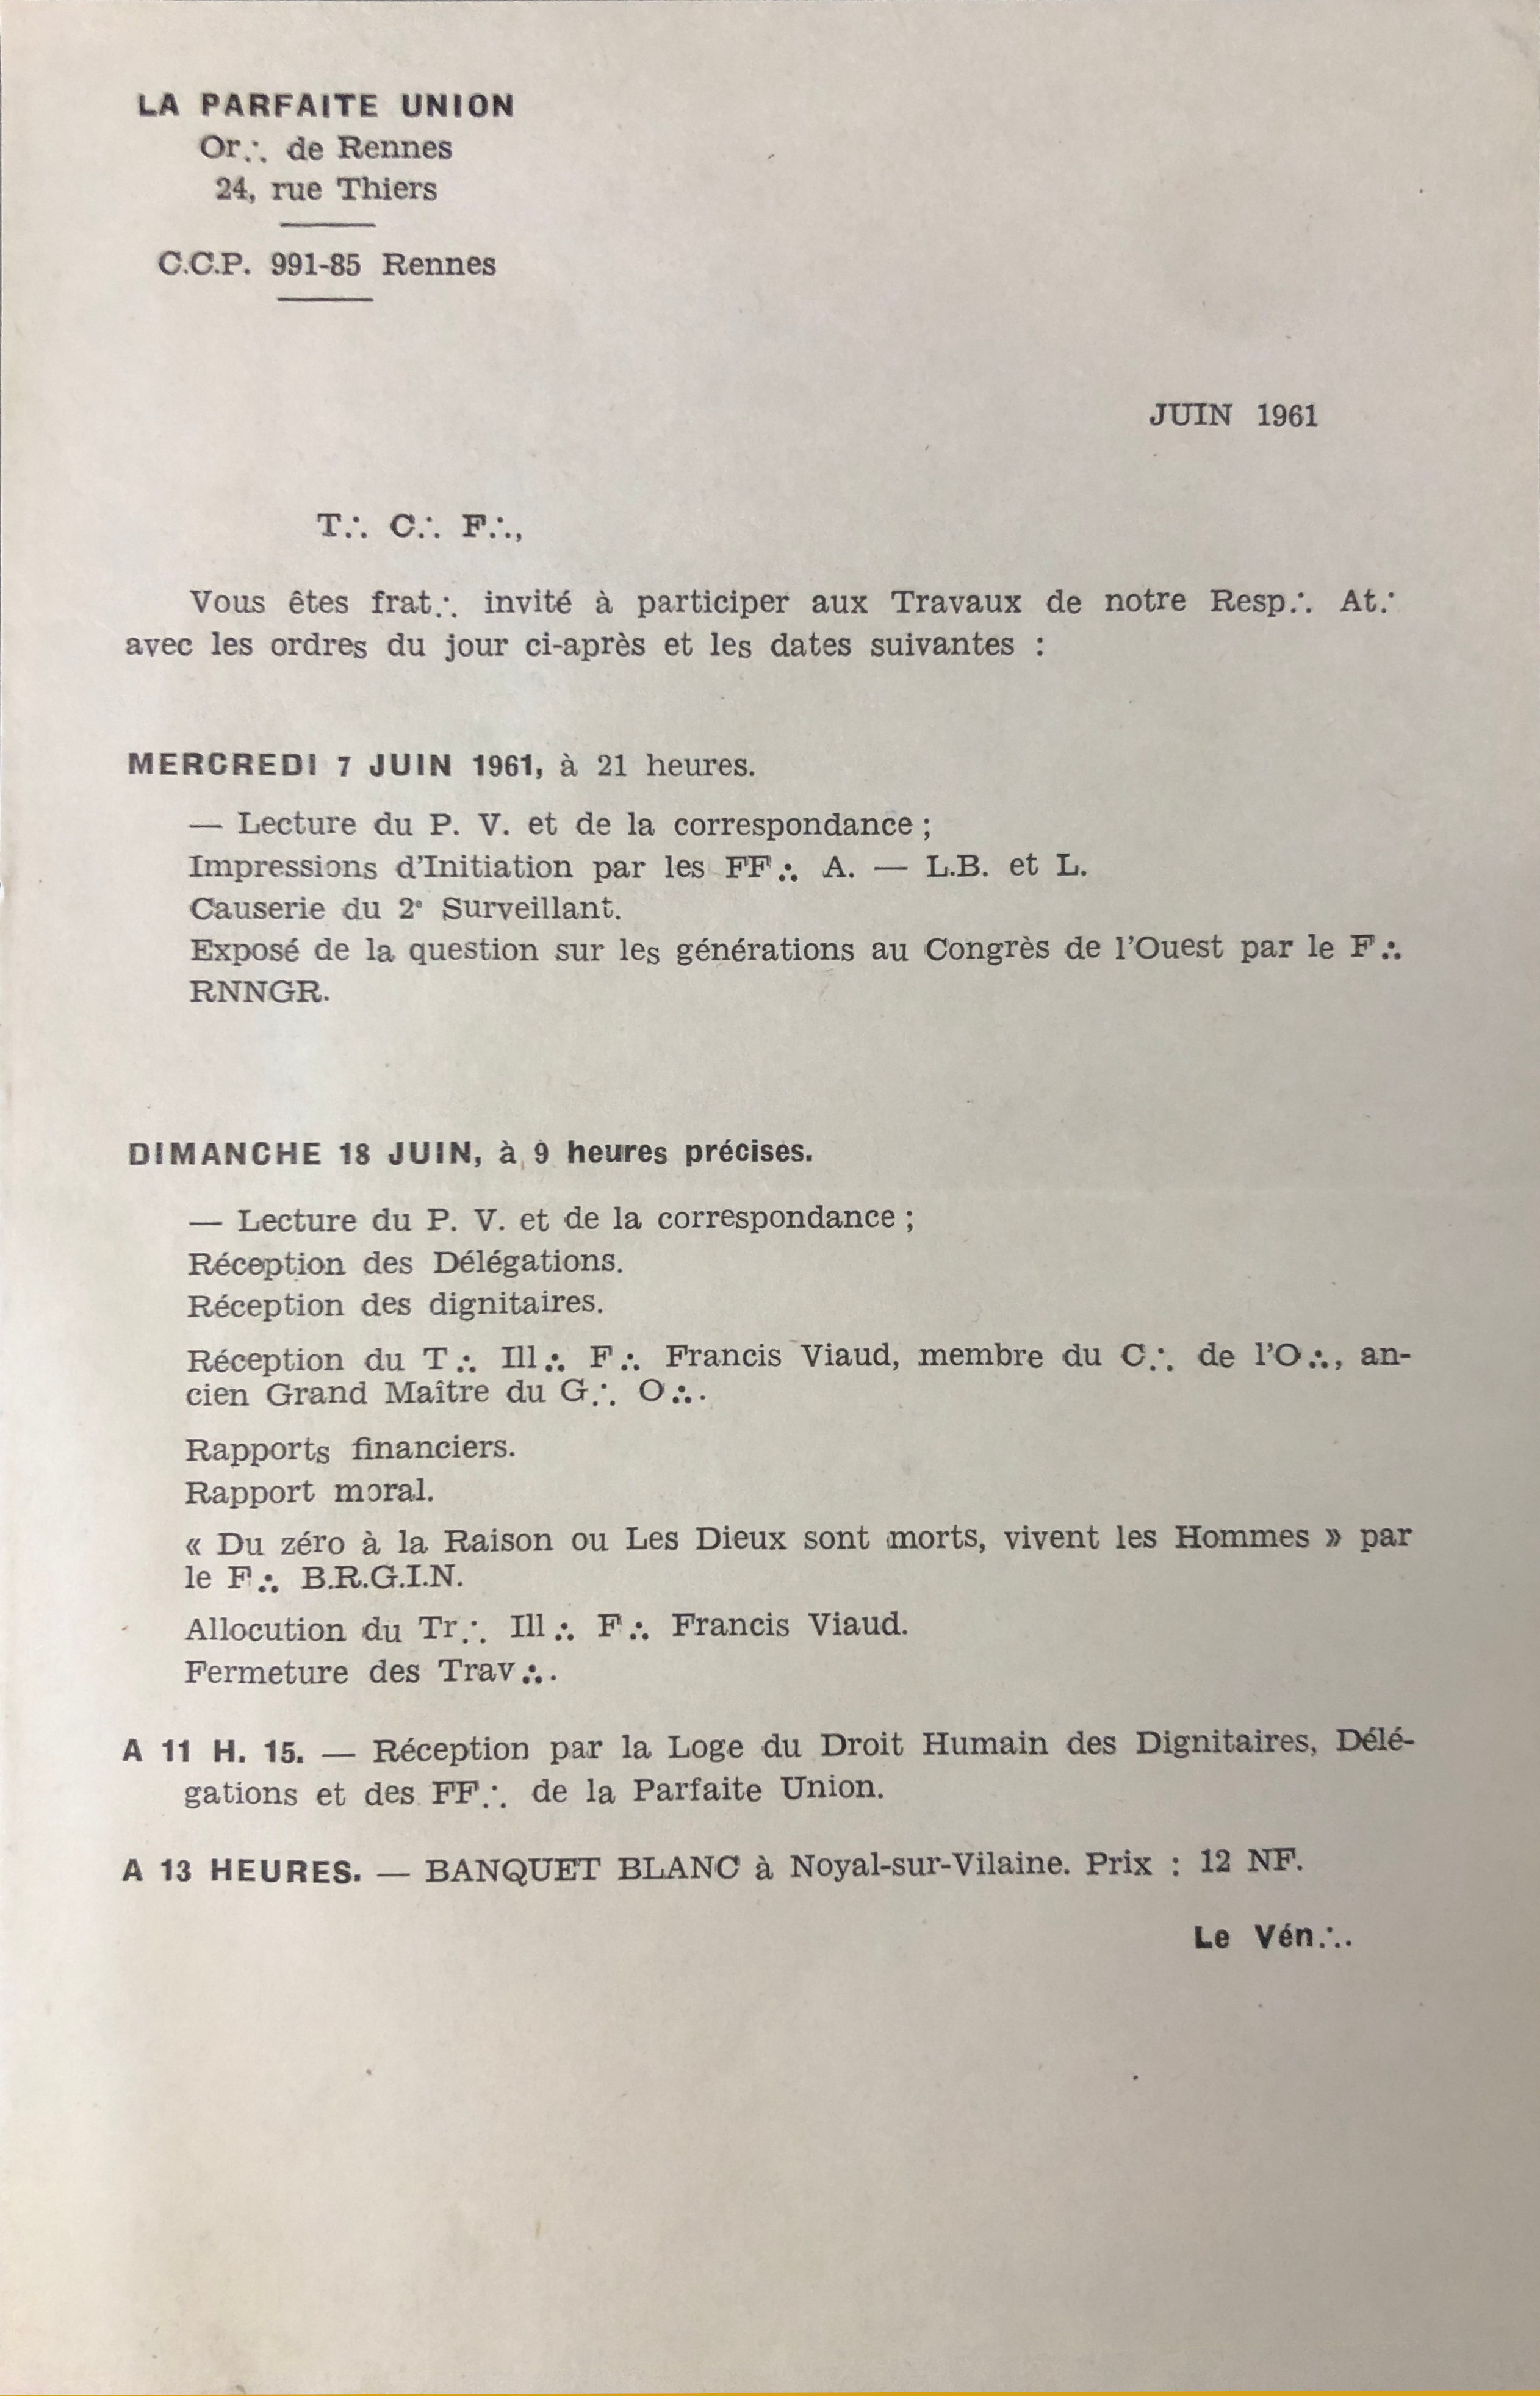 LA PARFAITE UNION
Or∴ de Rennes
24, rue Thiers
C.C.P. 991-85 Rennes
JUIN 1961
T∴ C∴ F∴,
Vous êtes frat∴ invité à participer aux Travaux de notre Resp∴ At∴
avec les ordres du jour ci-après et les dates suivantes :
MERCREDI 7 JUIN 1961, à 21 heures.
— Lecture du P. V. et de la correspondance ;
Impressions d'Initiation par les FF∴ A. — L.B. et L.
Causerie du 2e Surveillant.
Exposé de la question sur les générations au Congrès de l'Ouest par le F∴
RNNGR.
DIMANCHE 18 JUIN, à 9 heures précises.
— Lecture du P. V. et de la correspondance ;
Réception des Délégations.
Réception des dignitaires.
Réception du T∴ Ill∴ F∴ Francis Viaud, membre du C∴ de l'O∴, an-
cien Grand Maître du G∴ O∴.
Rapports financiers.
Rapport moral.
« Du zéro à la Raison ou Les Dieux sont morts, vivent les Hommes » par
le F∴ B.R.G.I.N.
Allocution du Tr∴ Ill∴ F∴ Francis Viaud.
Fermeture des Trav∴.
A 11 H. 15. — Réception par la Loge du Droit Humain des Dignitaires, Délé-
gations et des FF∴ de la Parfaite Union.
A 13 HEURES. — BANQUET BLANC à Noyal-sur-Vilaine. Prix : 12 NF.
Le Vén∴.